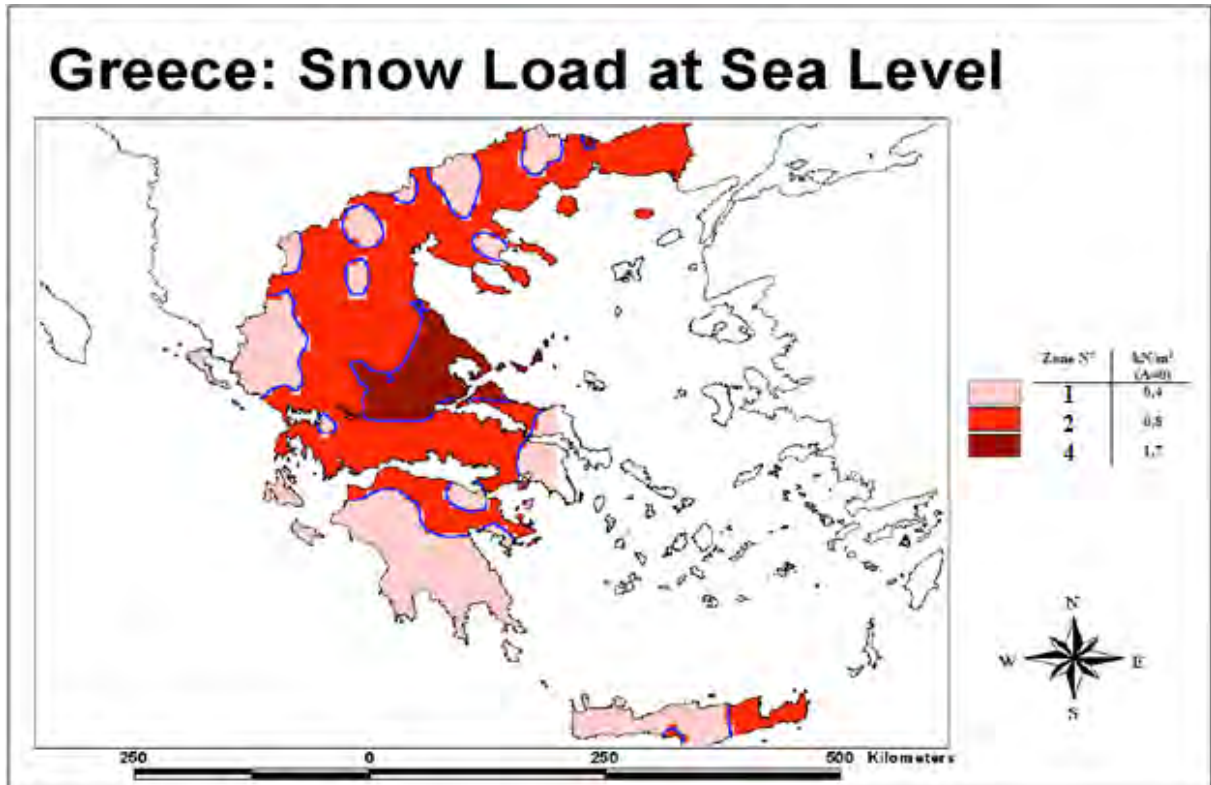 Greece: Snow Load at Sea Level
Zone N° kN/m² (A=0)
1 0,4
2 0,8
4 1,7
N
W E
S
250 0 250 500 Kilometers